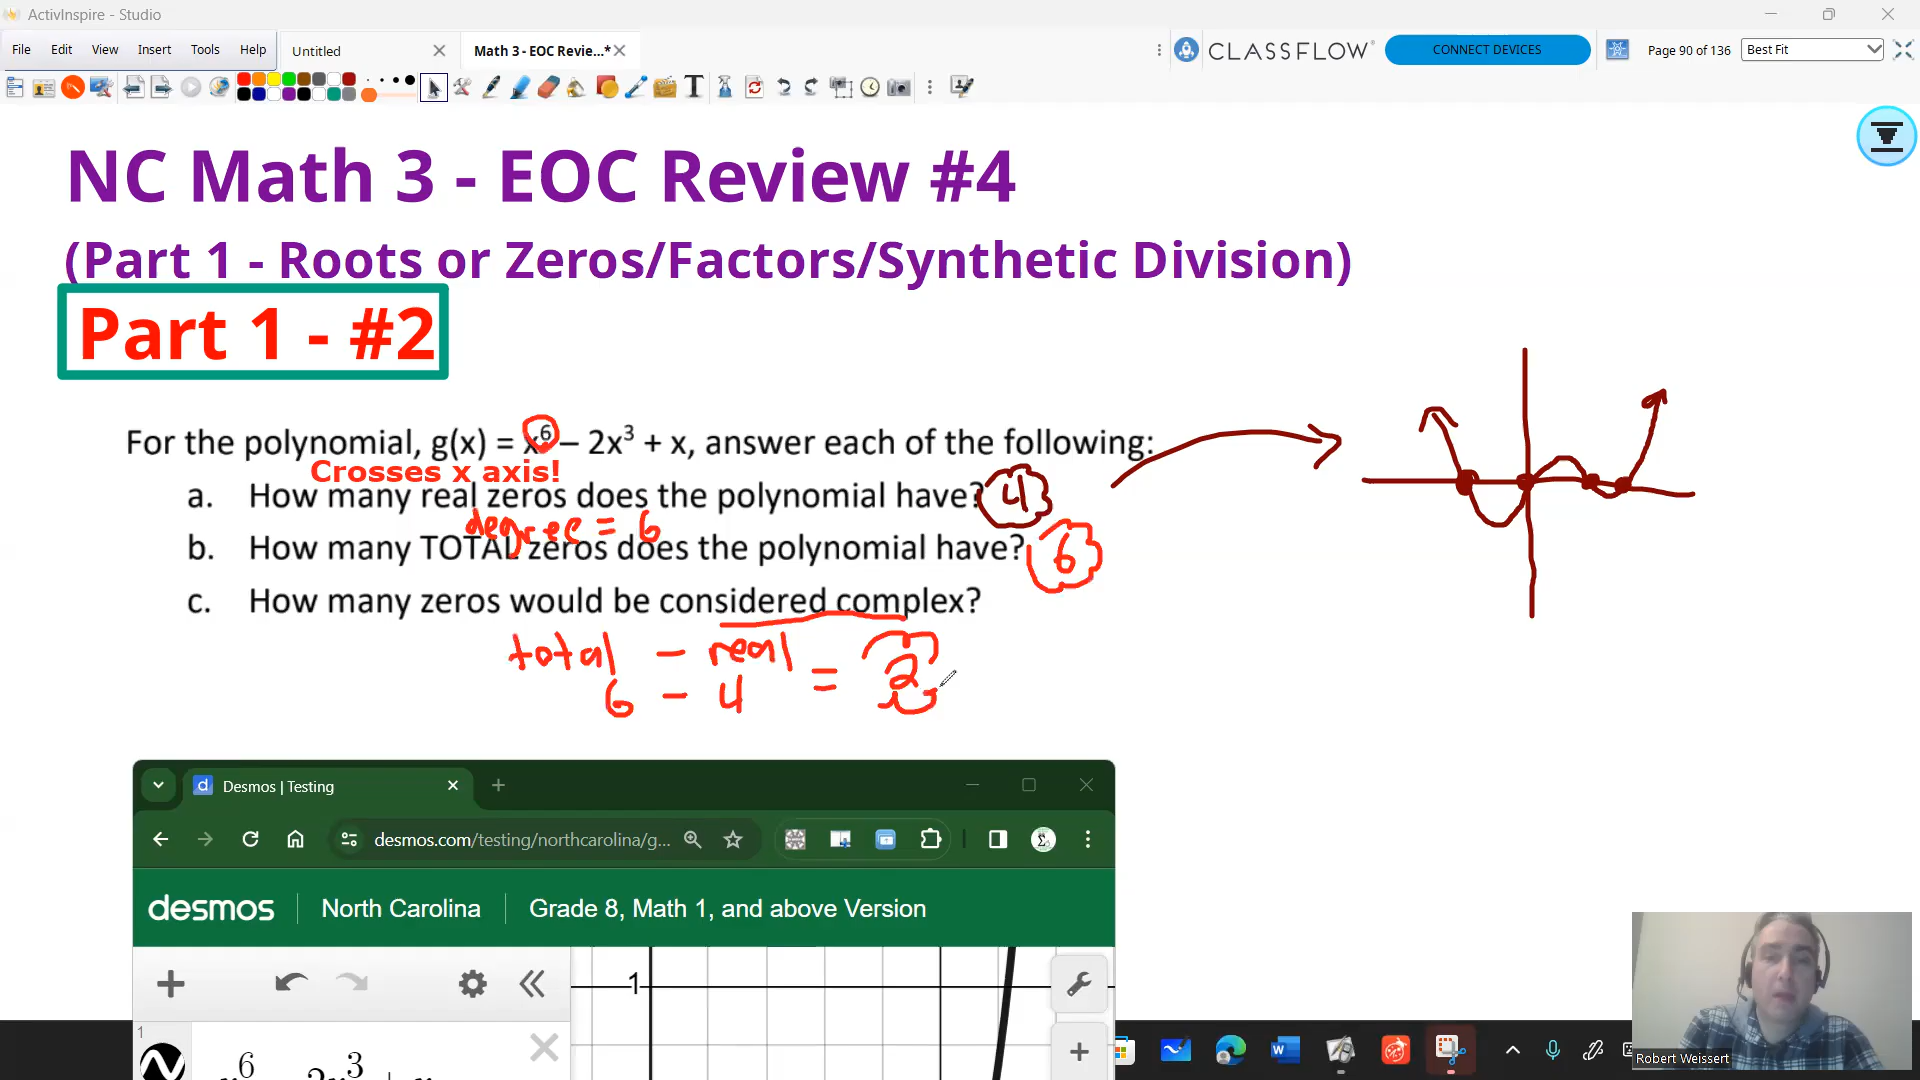 ActivInspire - Studio
File Edit View Insert Tools Help
Untitled
Math 3 - EOC Revie...*
CLASSFLOW
CONNECT DEVICES
Page 90 of 136
Best Fit
NC Math 3 - EOC Review #4
(Part 1 - Roots or Zeros/Factors/Synthetic Division)
Part 1 - #2
For the polynomial, g(x) = x⁶ – 2x³ + x, answer each of the following:
Crosses x axis!
a. How many real zeros does the polynomial have? 4
degree = 6
b. How many TOTAL zeros does the polynomial have? 6
c. How many zeros would be considered complex?
total - real
6 - 4 = 2
Desmos | Testing
desmos.com/testing/northcarolina/g...
desmos North Carolina Grade 8, Math 1, and above Version
1
1
Robert Weissert